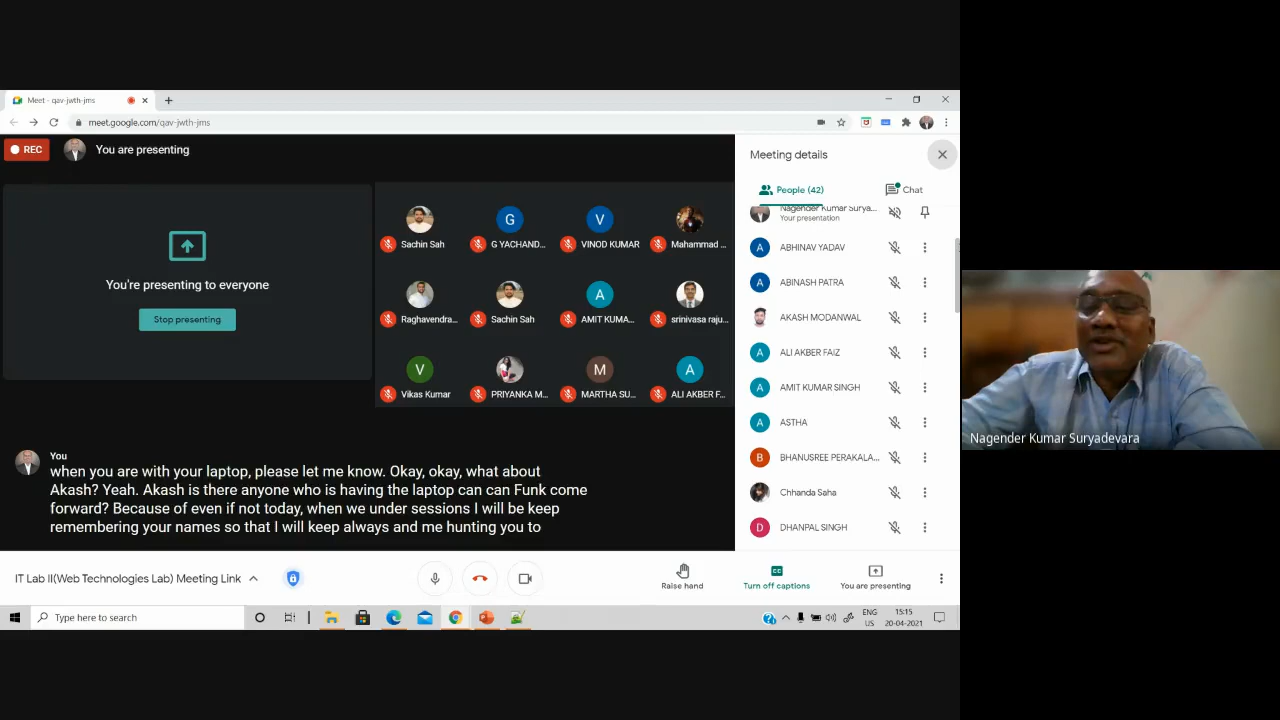 Meet - qav-jwth-jms
meet.google.com/qav-jwth-jms
REC
You are presenting
You're presenting to everyone
Stop presenting
Sachin Sah
G YACHAND...
VINOD KUMAR
Mahammad ...
Raghavendra...
Sachin Sah
AMIT KUMA...
srinivasa raju...
Vikas Kumar
PRIYANKA M...
MARTHA SU...
ALI AKBER F...
G
V
A
V
M
A
You
when you are with your laptop, please let me know. Okay, okay, what about
Akash? Yeah. Akash is there anyone who is having the laptop can can Funk come
forward? Because of even if not today, when we under sessions I will be keep
remembering your names so that I will keep always and me hunting you to
Meeting details
People (42)
Chat
Nagender Kumar Surya...
Your presentation
A ABHINAV YADAV
A ABINASH PATRA
AKASH MODANWAL
A ALI AKBER FAIZ
A AMIT KUMAR SINGH
A ASTHA
B BHANUSREE PERAKALA...
Chhanda Saha
D DHANPAL SINGH
IT Lab II(Web Technologies Lab) Meeting Link
Raise hand
CC
Turn off captions
You are presenting
Type here to search
ENG
US
15:15
20-04-2021
Nagender Kumar Suryadevara